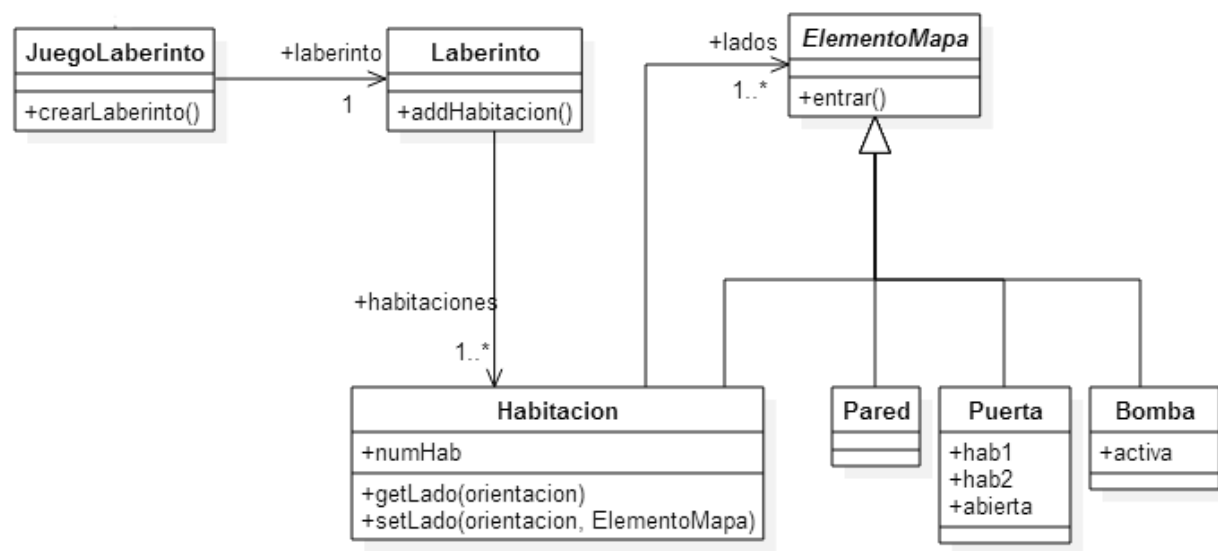 JuegoLaberinto
+crearLaberinto()
+laberinto
1
Laberinto
+addHabitacion()
+lados
1..*
ElementoMapa
+entrar()
+habitaciones
1..*
Habitacion
+numHab
+getLado(orientacion)
+setLado(orientacion, ElementoMapa)
Pared
Puerta
+hab1
+hab2
+abierta
Bomba
+activa